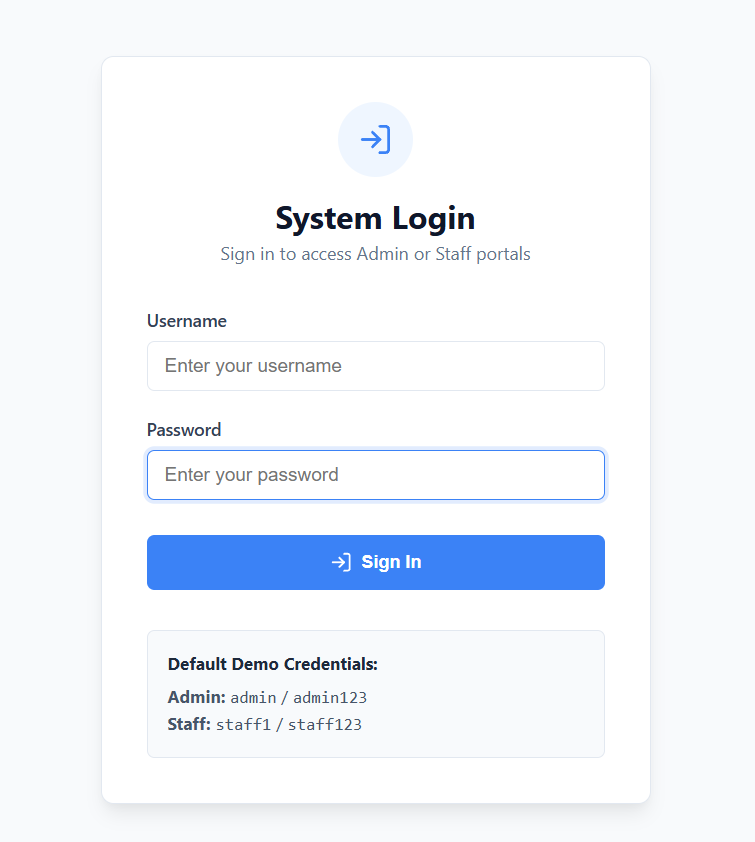 System Login
Sign in to access Admin or Staff portals
Username
Enter your username
Password
Enter your password
Sign In
Default Demo Credentials:
Admin: admin / admin123
Staff: staff1 / staff123